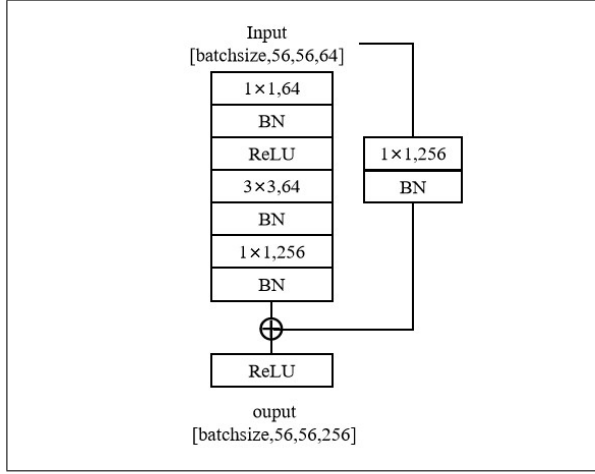 Input
[batchsize,56,56,64]
1×1,64
BN
ReLU
3×3,64
BN
1×1,256
BN
1×1,256
BN
ReLU
ouput
[batchsize,56,56,256]